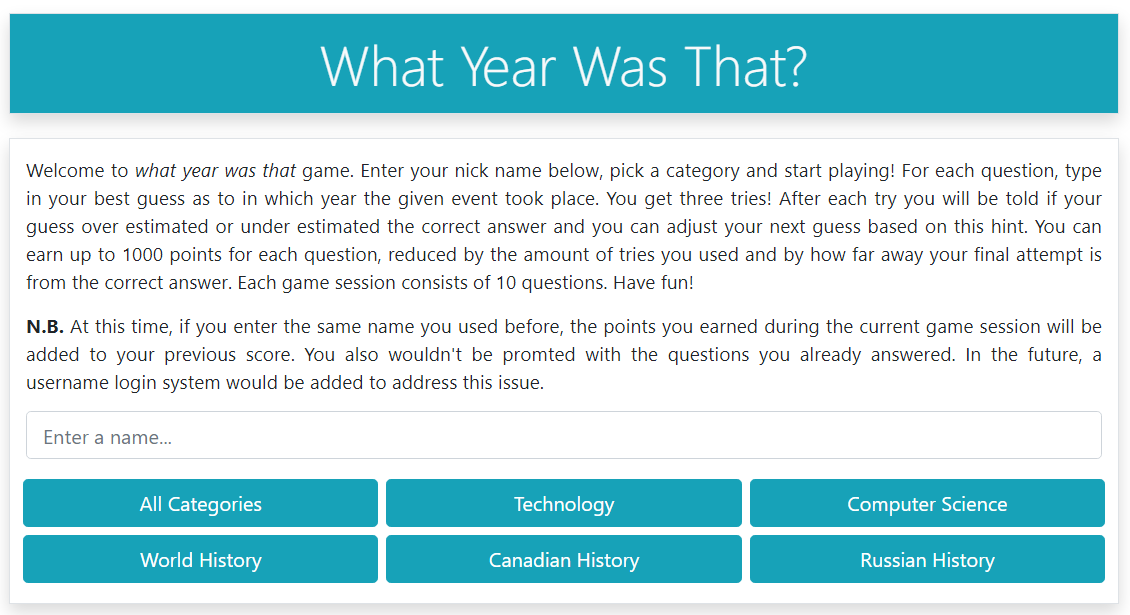 What Year Was That?
Welcome to what year was that game. Enter your nick name below, pick a category and start playing! For each question, type
in your best guess as to in which year the given event took place. You get three tries! After each try you will be told if your
guess over estimated or under estimated the correct answer and you can adjust your next guess based on this hint. You can
earn up to 1000 points for each question, reduced by the amount of tries you used and by how far away your final attempt is
from the correct answer. Each game session consists of 10 questions. Have fun!
N.B. At this time, if you enter the same name you used before, the points you earned during the current game session will be
added to your previous score. You also wouldn't be promted with the questions you already answered. In the future, a
username login system would be added to address this issue.
Enter a name...
All Categories Technology Computer Science
World History Canadian History Russian History